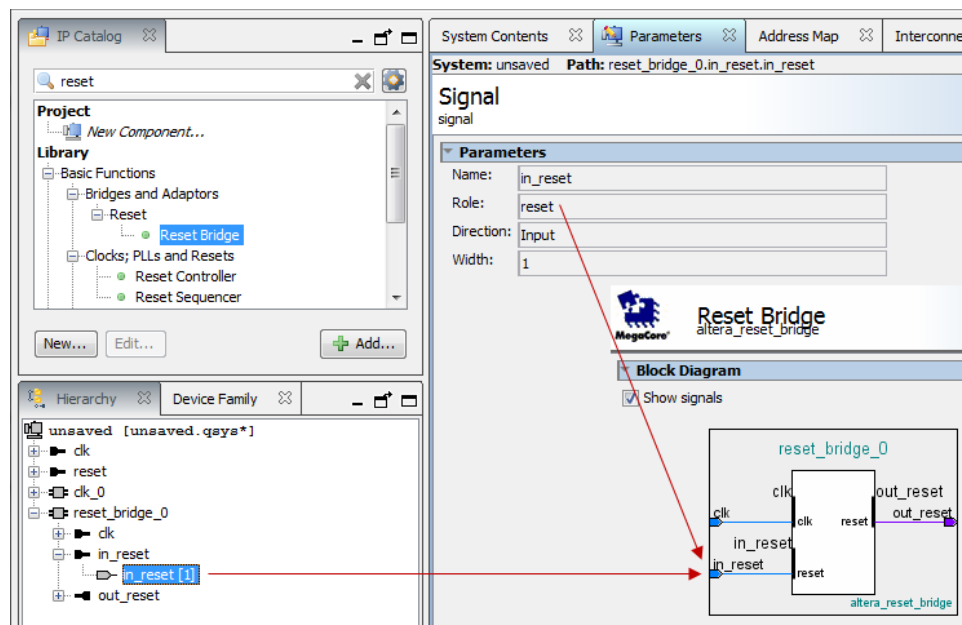 IP Catalog
reset
Project
New Component...
Library
Basic Functions
Bridges and Adaptors
Reset
Reset Bridge
Clocks; PLLs and Resets
Reset Controller
Reset Sequencer
New...
Edit...
Add...
Hierarchy
Device Family
unsaved [unsaved.qsys*]
clk
reset
clk_0
reset_bridge_0
clk
in_reset
in_reset [1]
out_reset
System Contents
Parameters
Address Map
Interconne
System: unsaved Path: reset_bridge_0.in_reset.in_reset
Signal
signal
Parameters
Name: in_reset
Role: reset
Direction: Input
Width: 1
MegaCore®
Reset Bridge
altera_reset_bridge
Block Diagram
Show signals
reset_bridge_0
clk
out_reset
clk
out_reset
clk
reset
in_reset
in_reset
reset
altera_reset_bridge